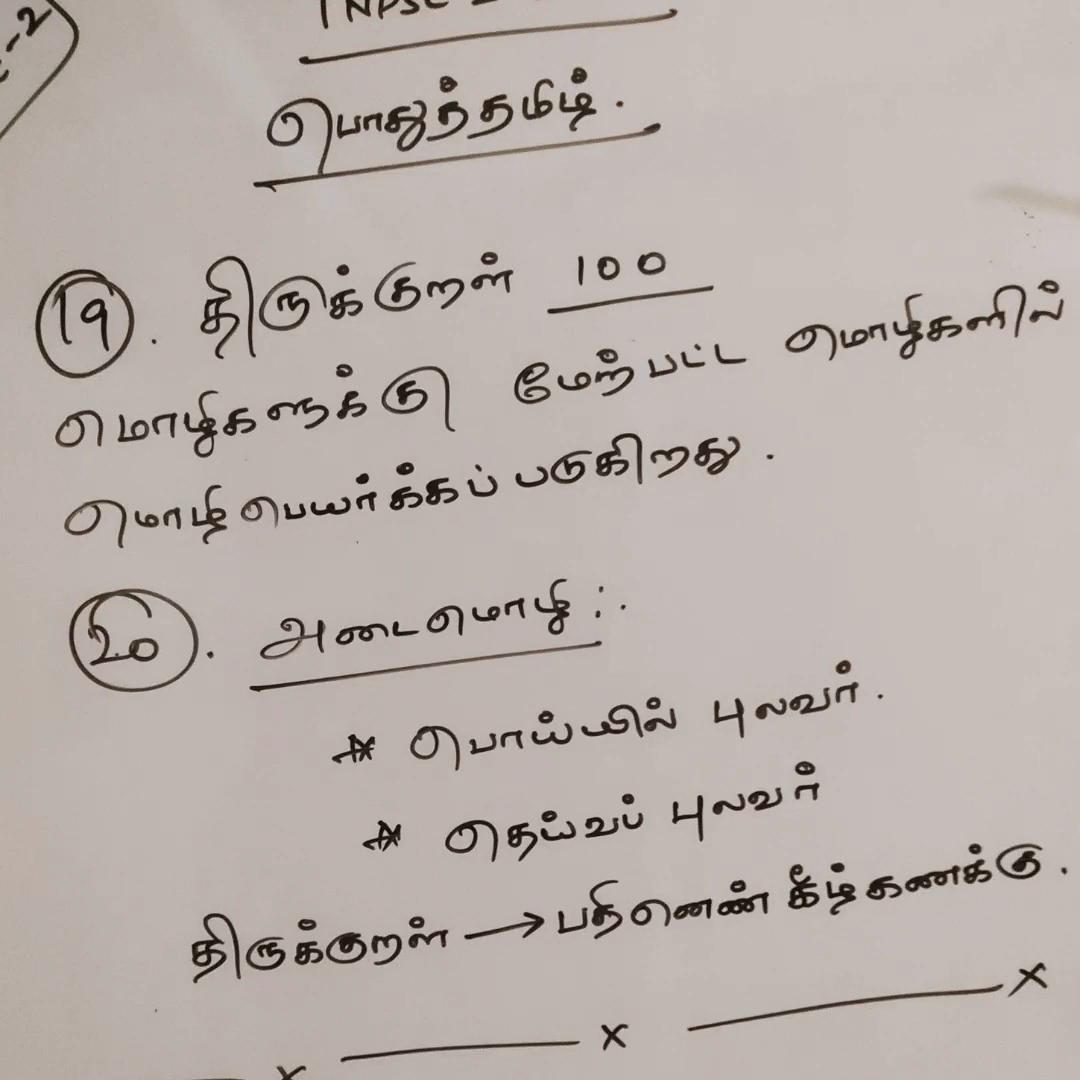 TNPSC
பொதுத்தமிழ்.
19. திருக்குறள் 100
மொழிகளுக்கு மேற்பட்ட மொழிகளில்
மொழிபெயர்க்கப் படுகிறது.
20. அடைமொழி:.
* பொய்யில் புலவர்.
* தெய்வப் புலவர்
திருக்குறள் → பதினெண் கீழ்கணக்கு.
x x x